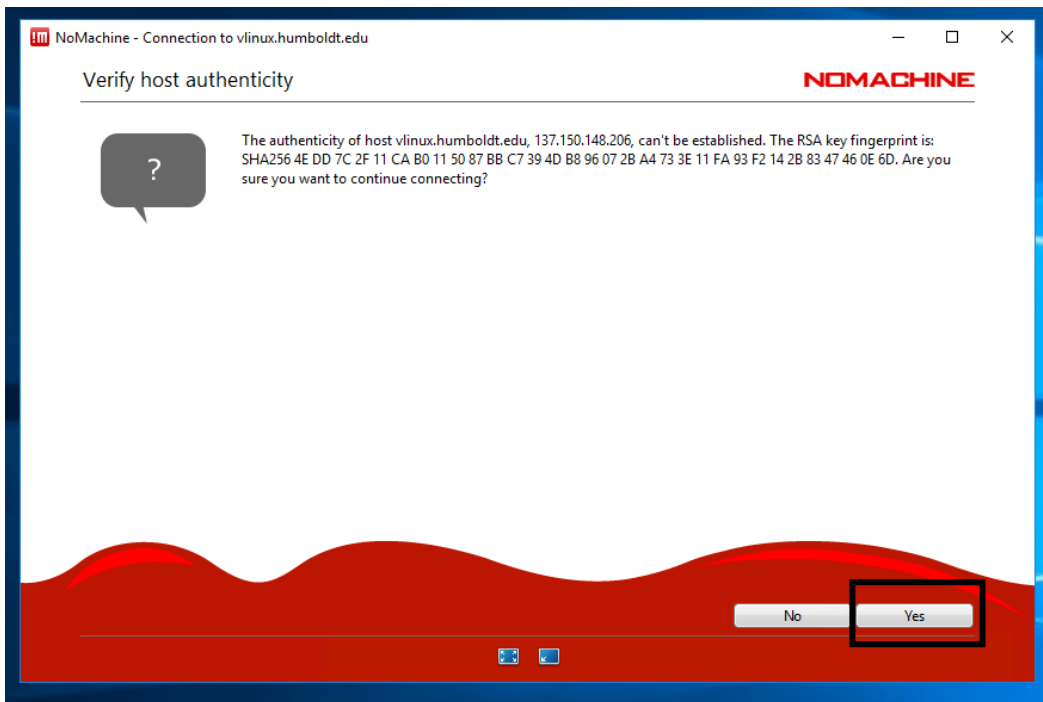 NoMachine - Connection to vlinux.humboldt.edu
Verify host authenticity
NOMACHINE
?
The authenticity of host vlinux.humboldt.edu, 137.150.148.206, can't be established. The RSA key fingerprint is:
SHA256 4E DD 7C 2F 11 CA B0 11 50 87 BB C7 39 4D B8 96 07 2B A4 73 3E 11 FA 93 F2 14 2B 83 47 46 0E 6D. Are you
sure you want to continue connecting?
No
Yes